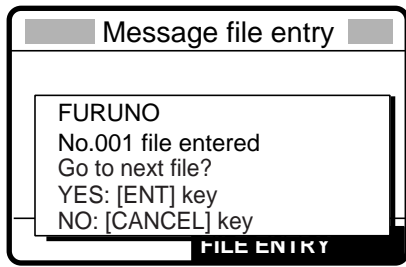 Message file entry
FURUNO
No.001 file entered
Go to next file?
YES: [ENT] key
NO: [CANCEL] key
FILE ENTRY